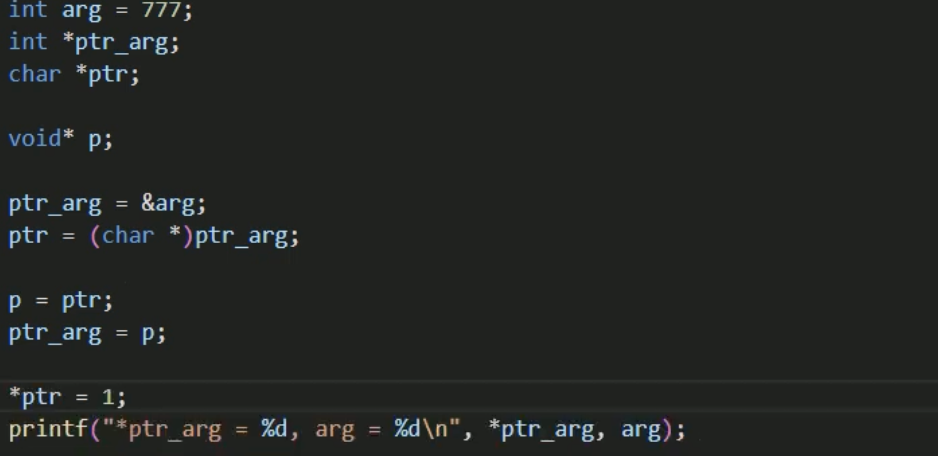 int arg = 777;
int *ptr_arg;
char *ptr;
void* p;
ptr_arg = &arg;
ptr = (char *)ptr_arg;
p = ptr;
ptr_arg = p;
*ptr = 1;
printf("*ptr_arg = %d, arg = %d\n", *ptr_arg, arg);